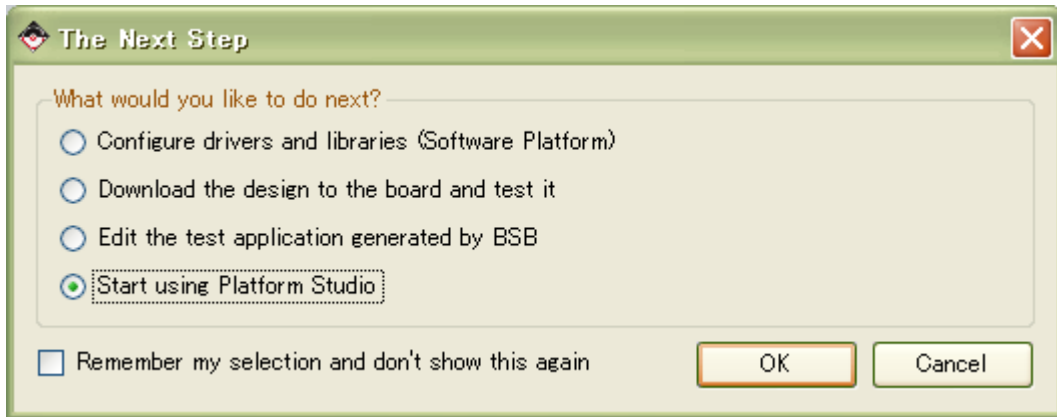 The Next Step
What would you like to do next?
Configure drivers and libraries (Software Platform)
Download the design to the board and test it
Edit the test application generated by BSB
Start using Platform Studio
Remember my selection and don't show this again
OK
Cancel